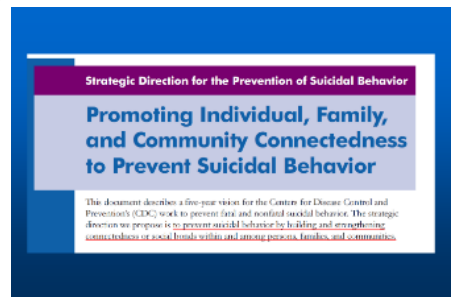 Strategic Direction for the Prevention of Suicidal Behavior
Promoting Individual, Family,
and Community Connectedness
to Prevent Suicidal Behavior
This document describes a five-year vision for the Centers for Disease Control and
Prevention's (CDC) work to prevent fatal and nonfatal suicidal behavior. The strategic
direction we propose is to prevent suicidal behavior by building and strengthening
connectedness or social bonds within and among persons, families, and communities.